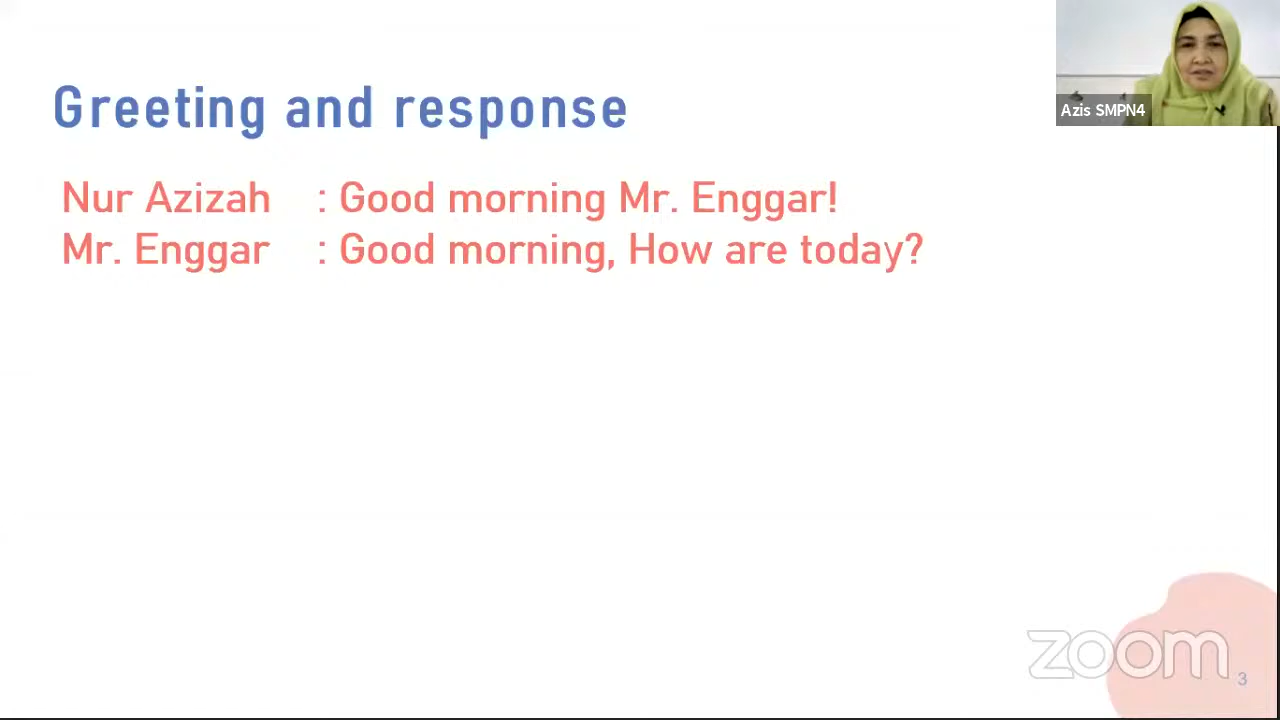 Azis SMPN4
Greeting and response
Nur Azizah : Good morning Mr. Enggar!
Mr. Enggar : Good morning, How are today?
zoom
3